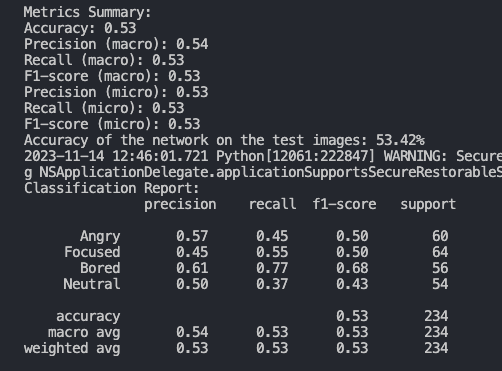 Metrics Summary:
Accuracy: 0.53
Precision (macro): 0.54
Recall (macro): 0.53
F1-score (macro): 0.53
Precision (micro): 0.53
Recall (micro): 0.53
F1-score (micro): 0.53
Accuracy of the network on the test images: 53.42%
2023-11-14 12:46:01.721 Python[12061:222847] WARNING: Secure
g NSApplicationDelegate.applicationSupportsSecureRestorableS
Classification Report:
precision recall f1-score support
Angry 0.57 0.45 0.50 60
Focused 0.45 0.55 0.50 64
Bored 0.61 0.77 0.68 56
Neutral 0.50 0.37 0.43 54
accuracy 0.53 234
macro avg 0.54 0.53 0.53 234
weighted avg 0.53 0.53 0.53 234